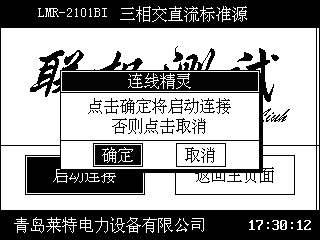 LMR-2101BI 三相交直流标准源
联机测试
连线精灵
点击确定将启动连接
否则点击取消
确定 取消
启动连接 返回主页面
青岛莱特电力设备有限公司 17:30:12